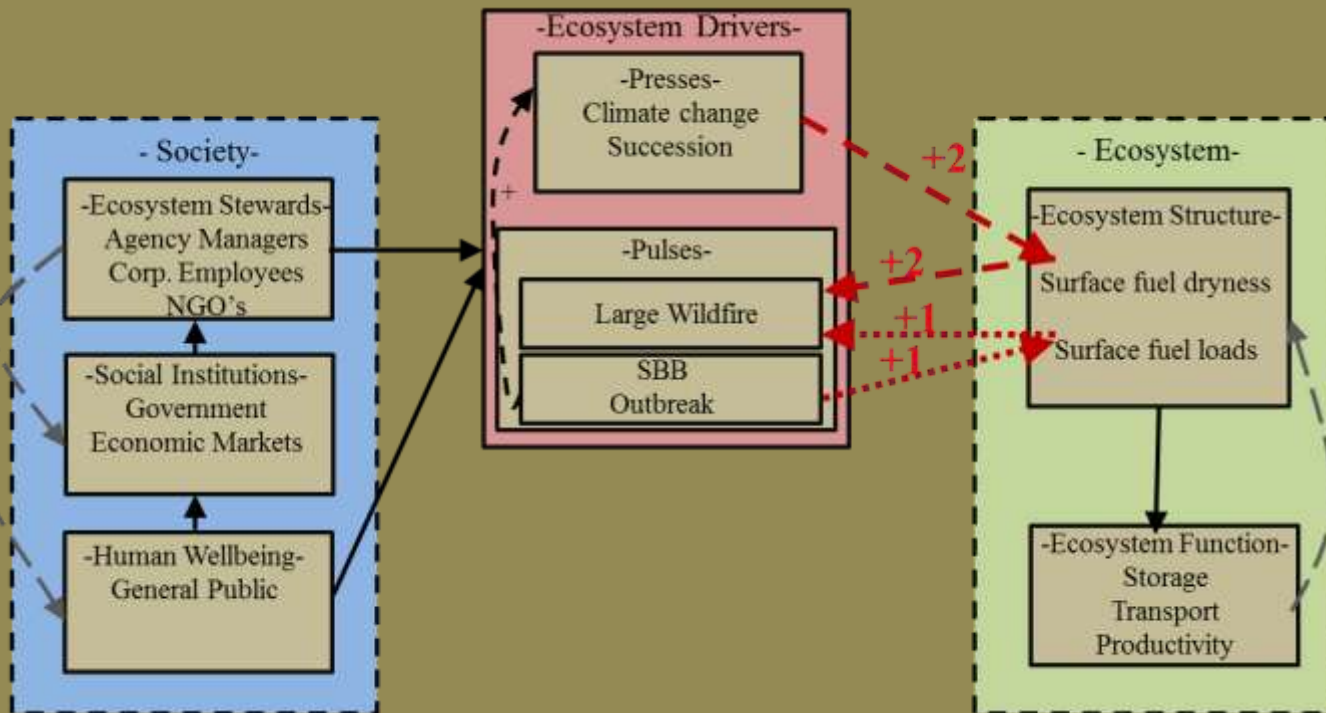 -Ecosystem Drivers-
-Presses-
Climate change
Succession
+
-Pulses-
Large Wildfire
SBB
Outbreak
- Society-
-Ecosystem Stewards-
Agency Managers
Corp. Employees
NGO's
-Social Institutions-
Government
Economic Markets
-Human Wellbeing-
General Public
+2
+2
+1
+1
- Ecosystem-
-Ecosystem Structure-
Surface fuel dryness
Surface fuel loads
-Ecosystem Function-
Storage
Transport
Productivity